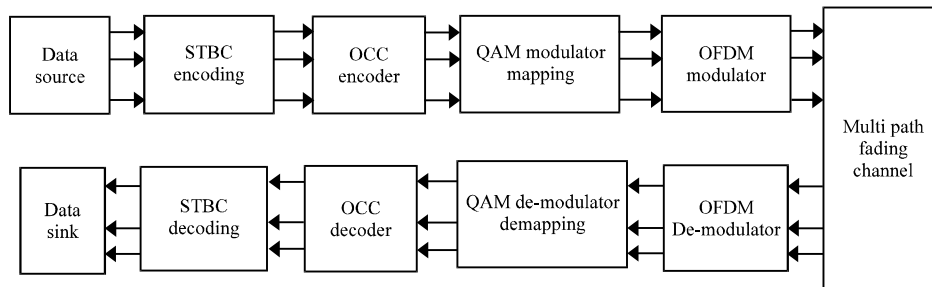 Data
source
STBC
encoding
OCC
encoder
QAM modulator
mapping
OFDM
modulator
Multi path
fading
channel
Data
sink
STBC
decoding
OCC
decoder
QAM de-modulator
demapping
OFDM
De-modulator